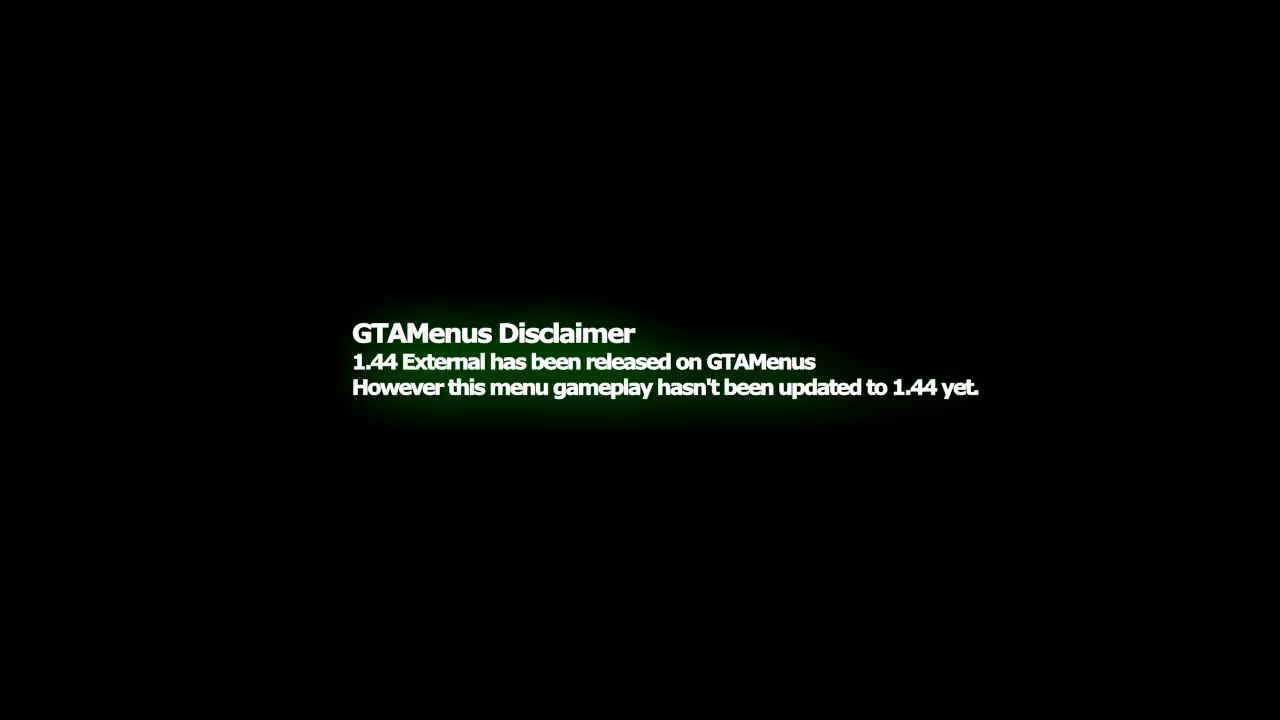 GTAMenus Disclaimer
1.44 External has been released on GTAMenus
However this menu gameplay hasn't been updated to 1.44 yet.